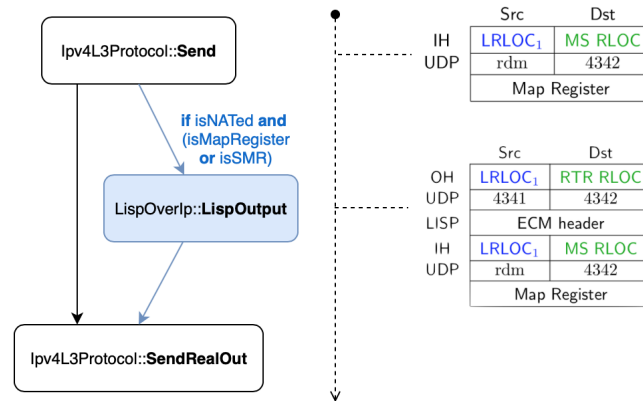 Ipv4L3Protocol::Send
if isNATed and
(isMapRegister
or isSMR)
LispOverIp::LispOutput
Ipv4L3Protocol::SendRealOut
Src Dst
IH LRLOC₁ MS RLOC
UDP rdm 4342
Map Register
Src Dst
OH LRLOC₁ RTR RLOC
UDP 4341 4342
LISP ECM header
IH LRLOC₁ MS RLOC
UDP rdm 4342
Map Register